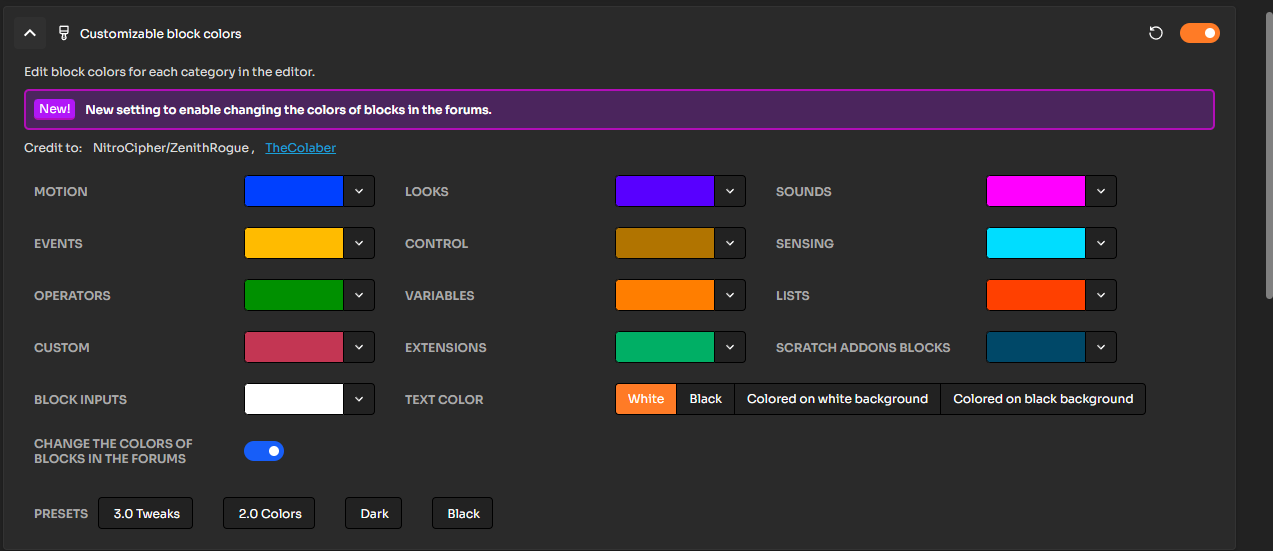 Customizable block colors
Edit block colors for each category in the editor.
New! New setting to enable changing the colors of blocks in the forums.
Credit to: NitroCipher/ZenithRogue , TheColaber
MOTION LOOKS SOUNDS
EVENTS CONTROL SENSING
OPERATORS VARIABLES LISTS
CUSTOM EXTENSIONS SCRATCH ADDONS BLOCKS
BLOCK INPUTS TEXT COLOR White Black Colored on white background Colored on black background
CHANGE THE COLORS OF
BLOCKS IN THE FORUMS
PRESETS 3.0 Tweaks 2.0 Colors Dark Black